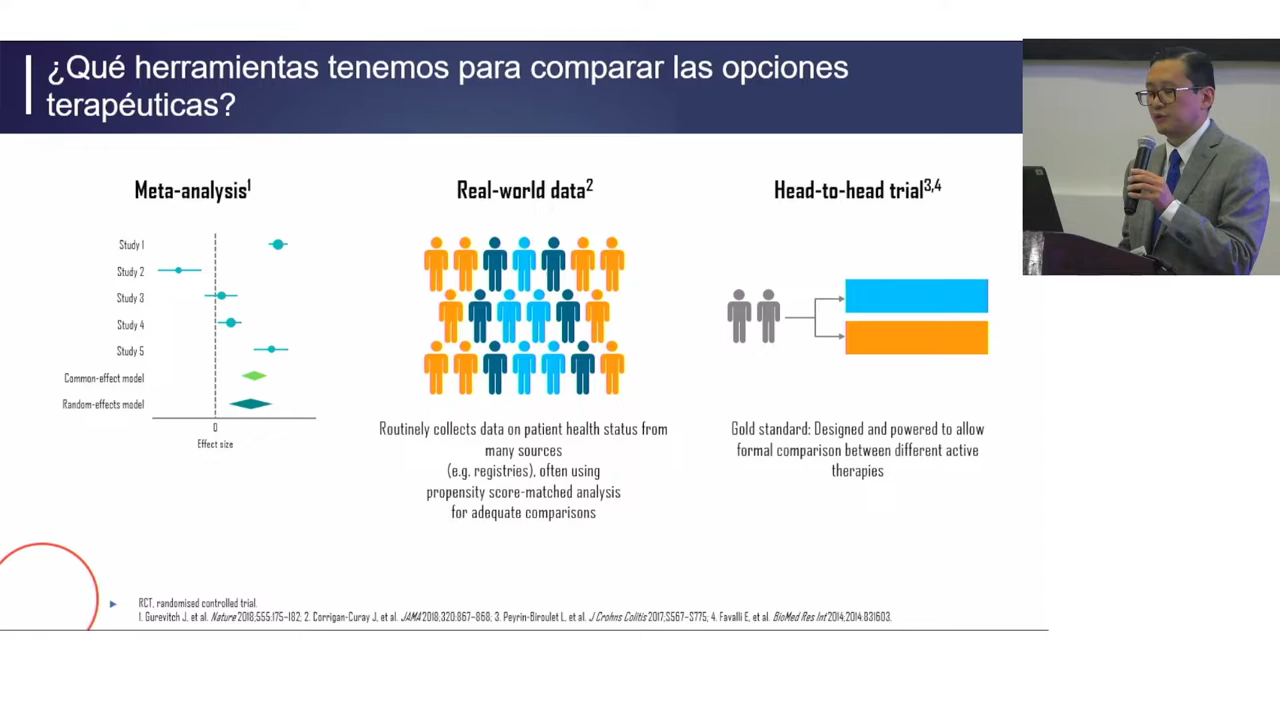 ¿Qué herramientas tenemos para comparar las opciones
terapéuticas?
Meta-analysis1
Study 1
Study 2
Study 3
Study 4
Study 5
Common-effect model
Random-effects model
0
Effect size
Real-world data2
Routinely collects data on patient health status from
many sources
(e.g. registries), often using
propensity score-matched analysis
for adequate comparisons
Head-to-head trial3,4
Gold standard: Designed and powered to allow
formal comparison between different active
therapies
RCT, randomised controlled trial.
1. Gurevitch J, et al. Nature 2018;555:175–182, 2. Corrigan-Curay J, et al. JAMA 2018;320:867–868; 3. Peyrin-Biroulet L, et al. J Crohns Colitis 2017;S567–S775; 4. Favalli E, et al. BioMed Res Int 2014;2014:831603.